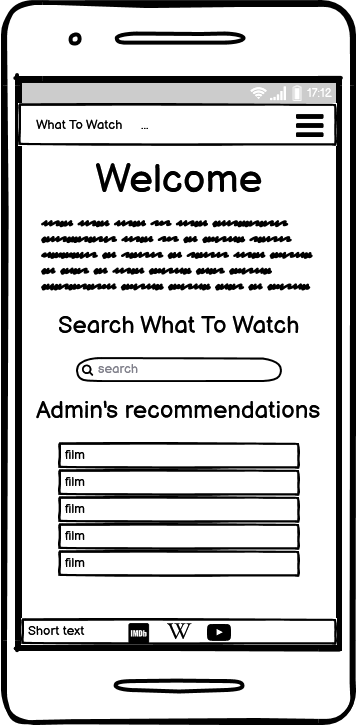 17:12
What To Watch ...
Welcome
Search What To Watch
search
Admin's recommendations
film
film
film
film
film
Short text IMDb W